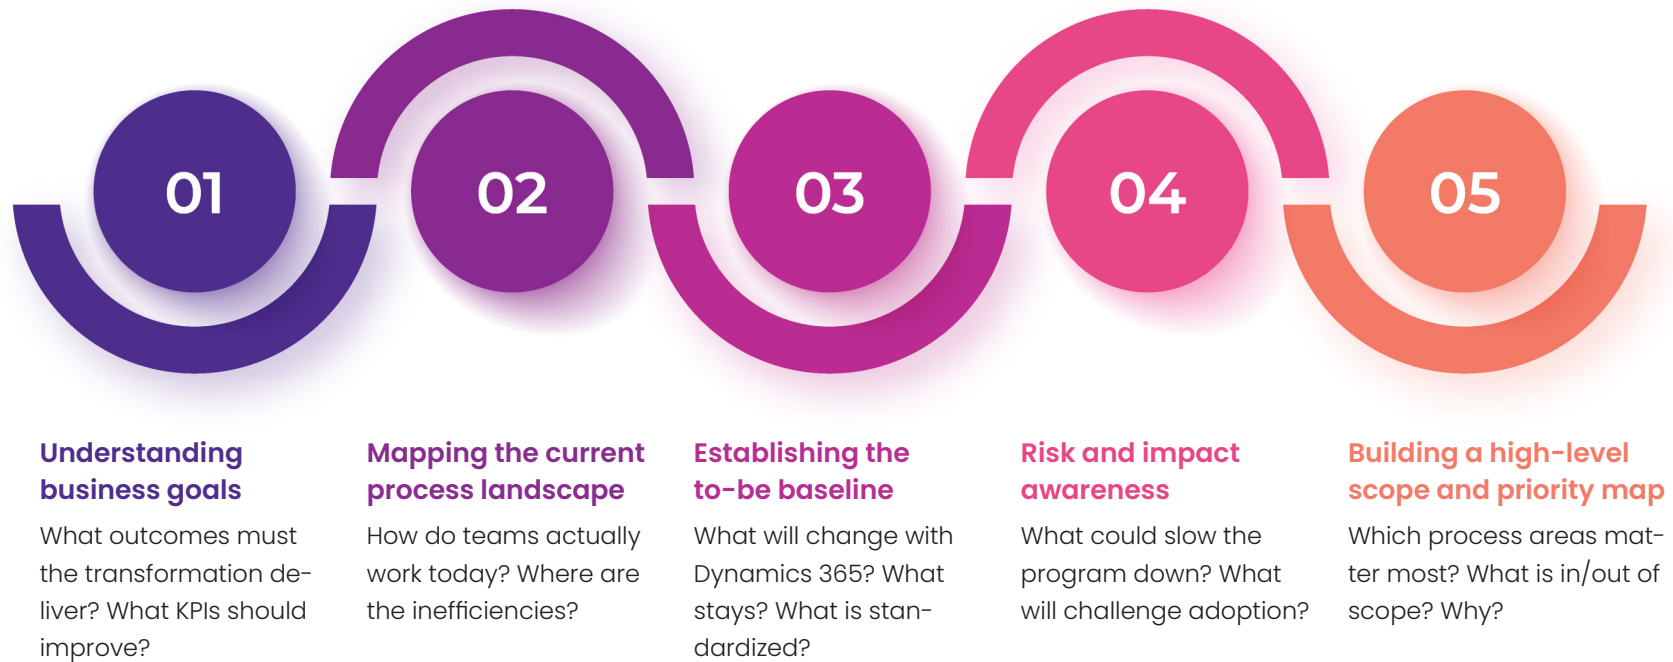 01
02
03
04
05
Understanding
business goals
What outcomes must
the transformation de-
liver? What KPIs should
improve?
Mapping the current
process landscape
How do teams actually
work today? Where are
the inefficiencies?
Establishing the
to-be baseline
What will change with
Dynamics 365? What
stays? What is stan-
dardized?
Risk and impact
awareness
What could slow the
program down? What
will challenge adoption?
Building a high-level
scope and priority map
Which process areas mat-
ter most? What is in/out of
scope? Why?